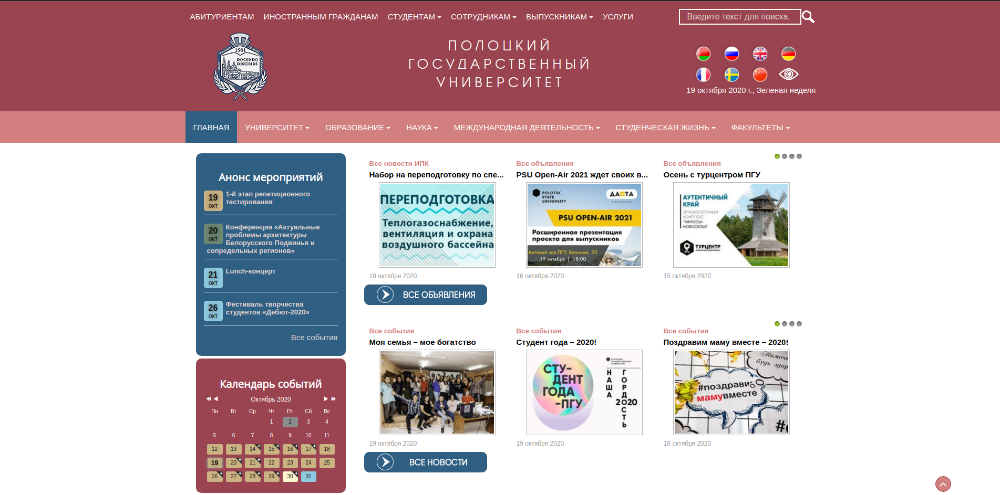 АБИТУРИЕНТАМ ИНОСТРАННЫМ ГРАЖДАНАМ СТУДЕНТАМ СОТРУДНИКАМ ВЫПУСКНИКАМ УСЛУГИ
Введите текст для поиска.
1581
DOCENDO
DISCIMUS
ПОЛОЦКИЙ
ГОСУДАРСТВЕННЫЙ
УНИВЕРСИТЕТ
19 октября 2020 г., Зеленая неделя
ГЛАВНАЯ УНИВЕРСИТЕТ ОБРАЗОВАНИЕ НАУКА МЕЖДУНАРОДНАЯ ДЕЯТЕЛЬНОСТЬ СТУДЕНЧЕСКАЯ ЖИЗНЬ ФАКУЛЬТЕТЫ
Анонс мероприятий
19
окт
1-й этап репетиционного
тестирования
20
окт
Конференция «Актуальные
проблемы архитектуры
Белорусского Подвинья и
сопредельных регионов»
21
окт
Lunch-концерт
26
окт
Фестиваль творчества
студентов «Дебют-2020»
Все события
Календарь событий
Октябрь 2020
Пн Вт Ср Чт Пт Сб Вс
1 2 3 4
5 6 7 8 9 10 11
12 13 14 15 16 17 18
19 20 21 22 23 24 25
26 27 28 29 30 31
Все новости ИПК
Набор на переподготовку по спе...
ПЕРЕПОДГОТОВКА
Теплогазоснабжение,
вентиляция и охрана
воздушного бассейна
19 октября 2020
Все объявления
PSU Open-Air 2021 ждет своих в...
POLOTSK
STATE
UNIVERSITY
PSU OPEN-AIR 2021
Расширенная презентация
проекта для выпускников
Актовый зал ПГУ, Блохина, 30
19 октября | 18:00
16 октября 2020
Все объявления
Осень с турцентром ПГУ
АУТЕНТИЧНЫЙ
КРАЙ
ЭТНОКУЛЬТУРНЫЙ
КОМПЛЕКС
"НАНОСЫ-
НОВОСЕЛЬЕ"
ТУРЦЕНТР
15 октября 2020
ВСЕ ОБЪЯВЛЕНИЯ
Все события
Моя семья – мое богатство
19 октября 2020
Все события
Студент года – 2020!
ПОЛОЦКИЙ
ГОСУДАРСТВЕННЫЙ
УНИВЕРСИТЕТ
СТУ-
ДЕНТ
ГОДА
-ПГУ
НАША
ГОРДОСТЬ
2020
19 октября 2020
Все события
Поздравим маму вместе – 2020!
Мамочка
будь здор
#поздрави
мамувместе
16 октября 2020
ВСЕ НОВОСТИ